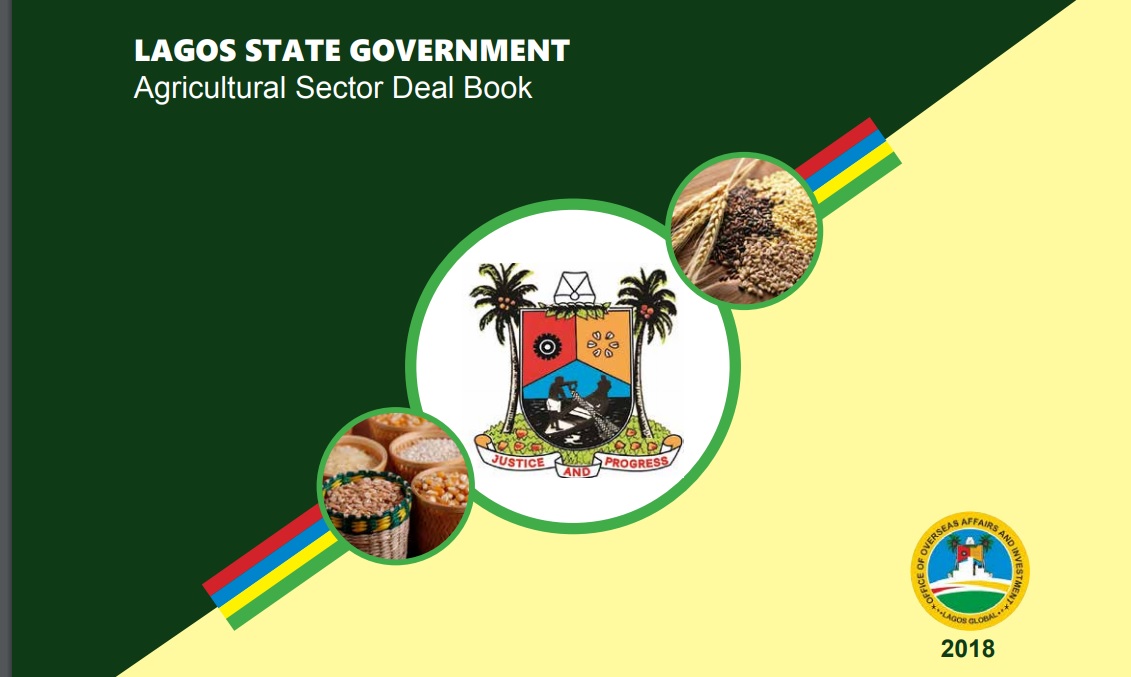 LAGOS STATE GOVERNMENT
Agricultural Sector Deal Book
JUSTICE AND PROGRESS
OFFICE OF OVERSEAS AFFAIRS AND INVESTMENT
LAGOS GLOBAL
2018